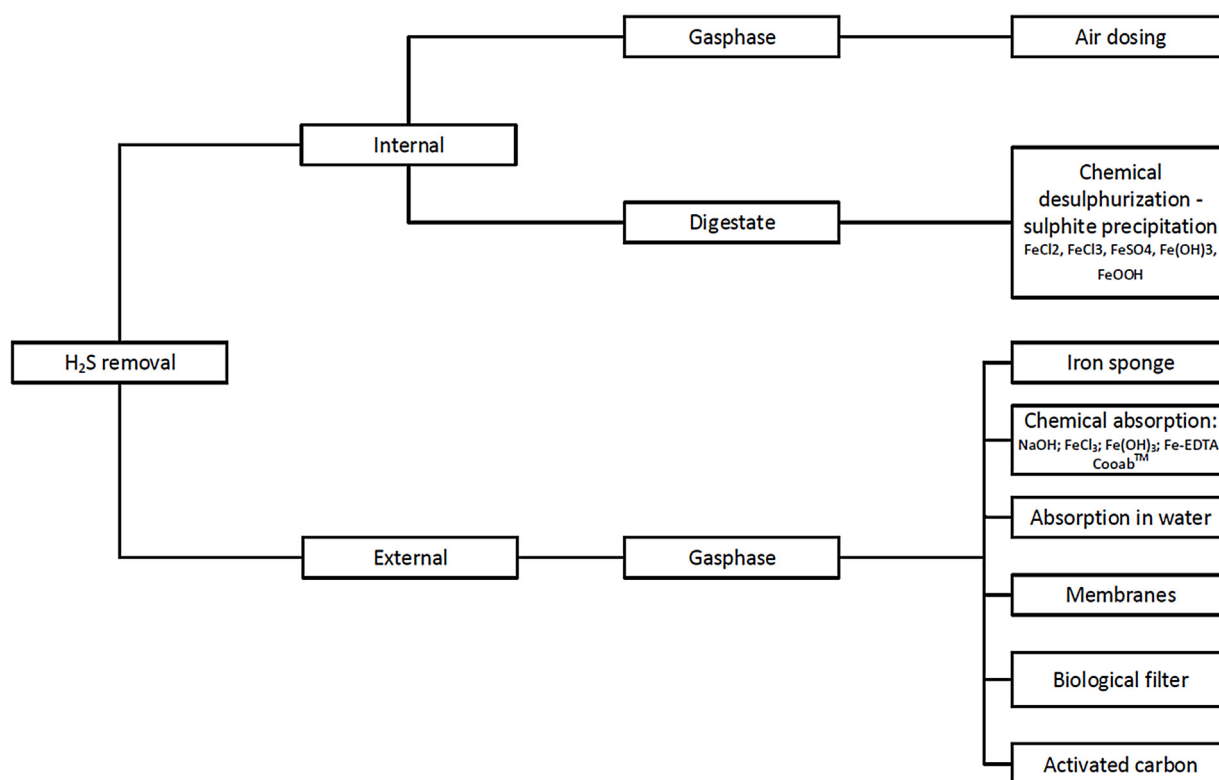 Gasphase
Air dosing
Internal
Chemical
desulphurization -
sulphite precipitation
FeCl2, FeCl3, FeSO4, Fe(OH)3,
FeOOH
Digestate
H₂S removal
Iron sponge
Chemical absorption:
NaOH; FeCl₃; Fe(OH)₃; Fe-EDTA
Cooab™
Absorption in water
External
Gasphase
Membranes
Biological filter
Activated carbon